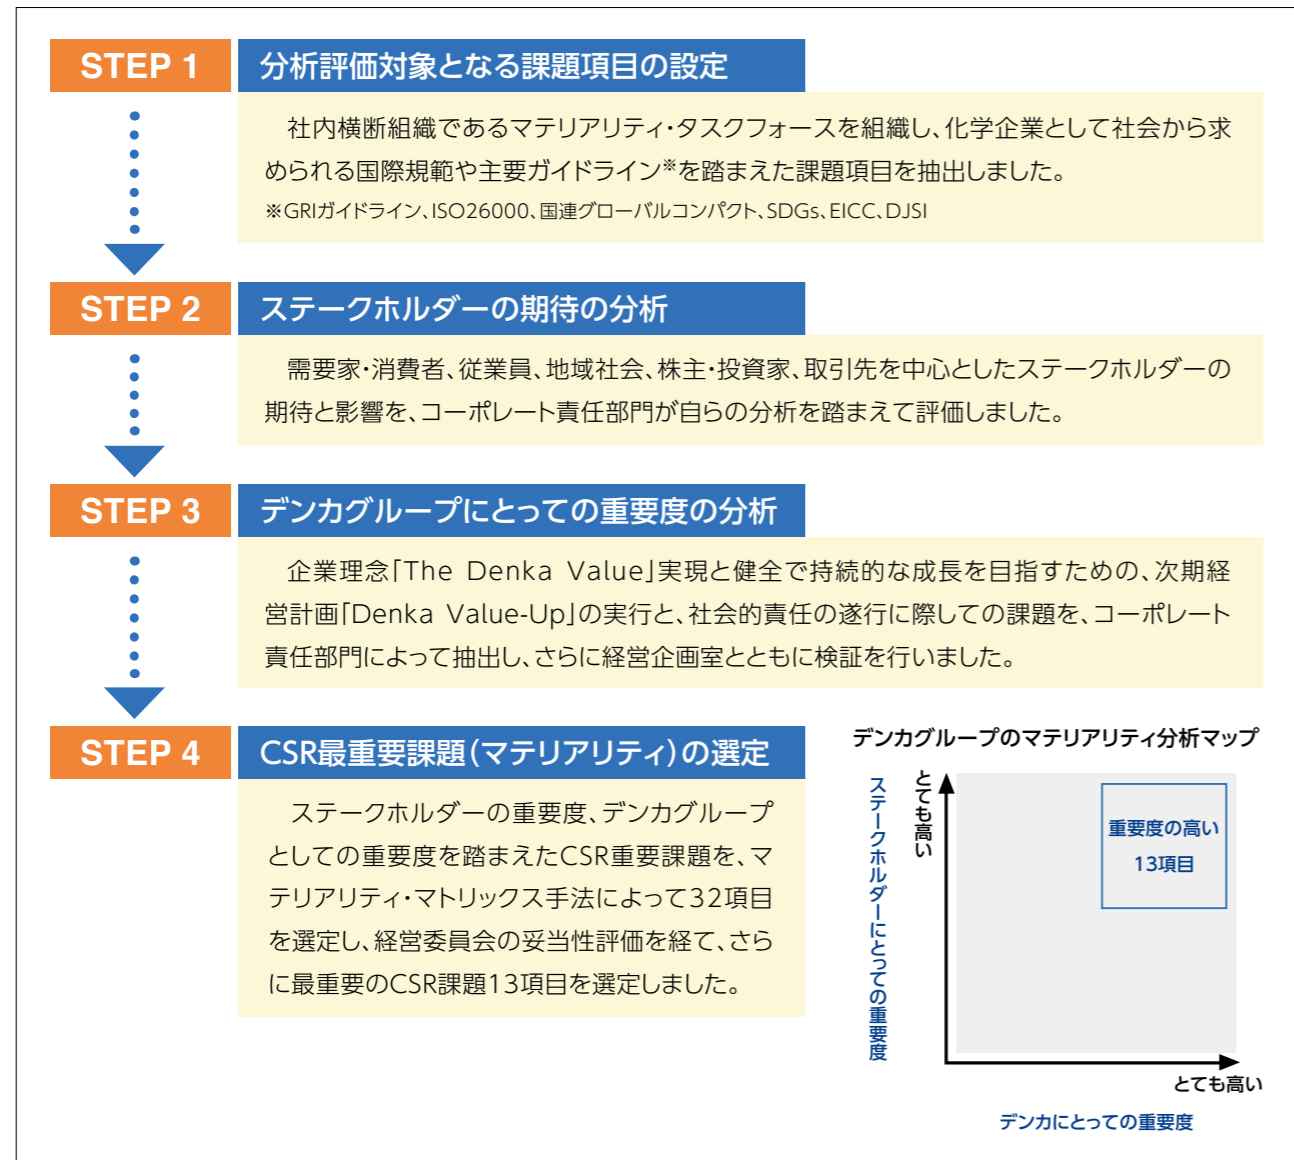 STEP 1
分析評価対象となる課題項目の設定
社内横断組織であるマテリアリティ・タスクフォースを組織し、化学企業として社会から求
められる国際規範や主要ガイドライン※を踏まえた課題項目を抽出しました。
※GRIガイドライン、ISO26000、国連グローバルコンパクト、SDGs、EICC、DJSI
STEP 2
ステークホルダーの期待の分析
需要家・消費者、従業員、地域社会、株主・投資家、取引先を中心としたステークホルダーの
期待と影響を、コーポレート責任部門が自らの分析を踏まえて評価しました。
STEP 3
デンカグループにとっての重要度の分析
企業理念「The Denka Value」実現と健全で持続的な成長を目指すための、次期経
営計画「Denka Value-Up」の実行と、社会的責任の遂行に際しての課題を、コーポレート
責任部門によって抽出し、さらに経営企画室とともに検証を行いました。
STEP 4
CSR最重要課題（マテリアリティ）の選定
ステークホルダーの重要度、デンカグループ
としての重要度を踏まえたCSR重要課題を、マ
テリアリティ・マトリックス手法によって32項目
を選定し、経営委員会の妥当性評価を経て、さら
に最重要のCSR課題13項目を選定しました。
デンカグループのマテリアリティ分析マップ
ステークホルダーにとっての重要度
とても高い
重要度の高い
13項目
とても高い
デンカにとっての重要度